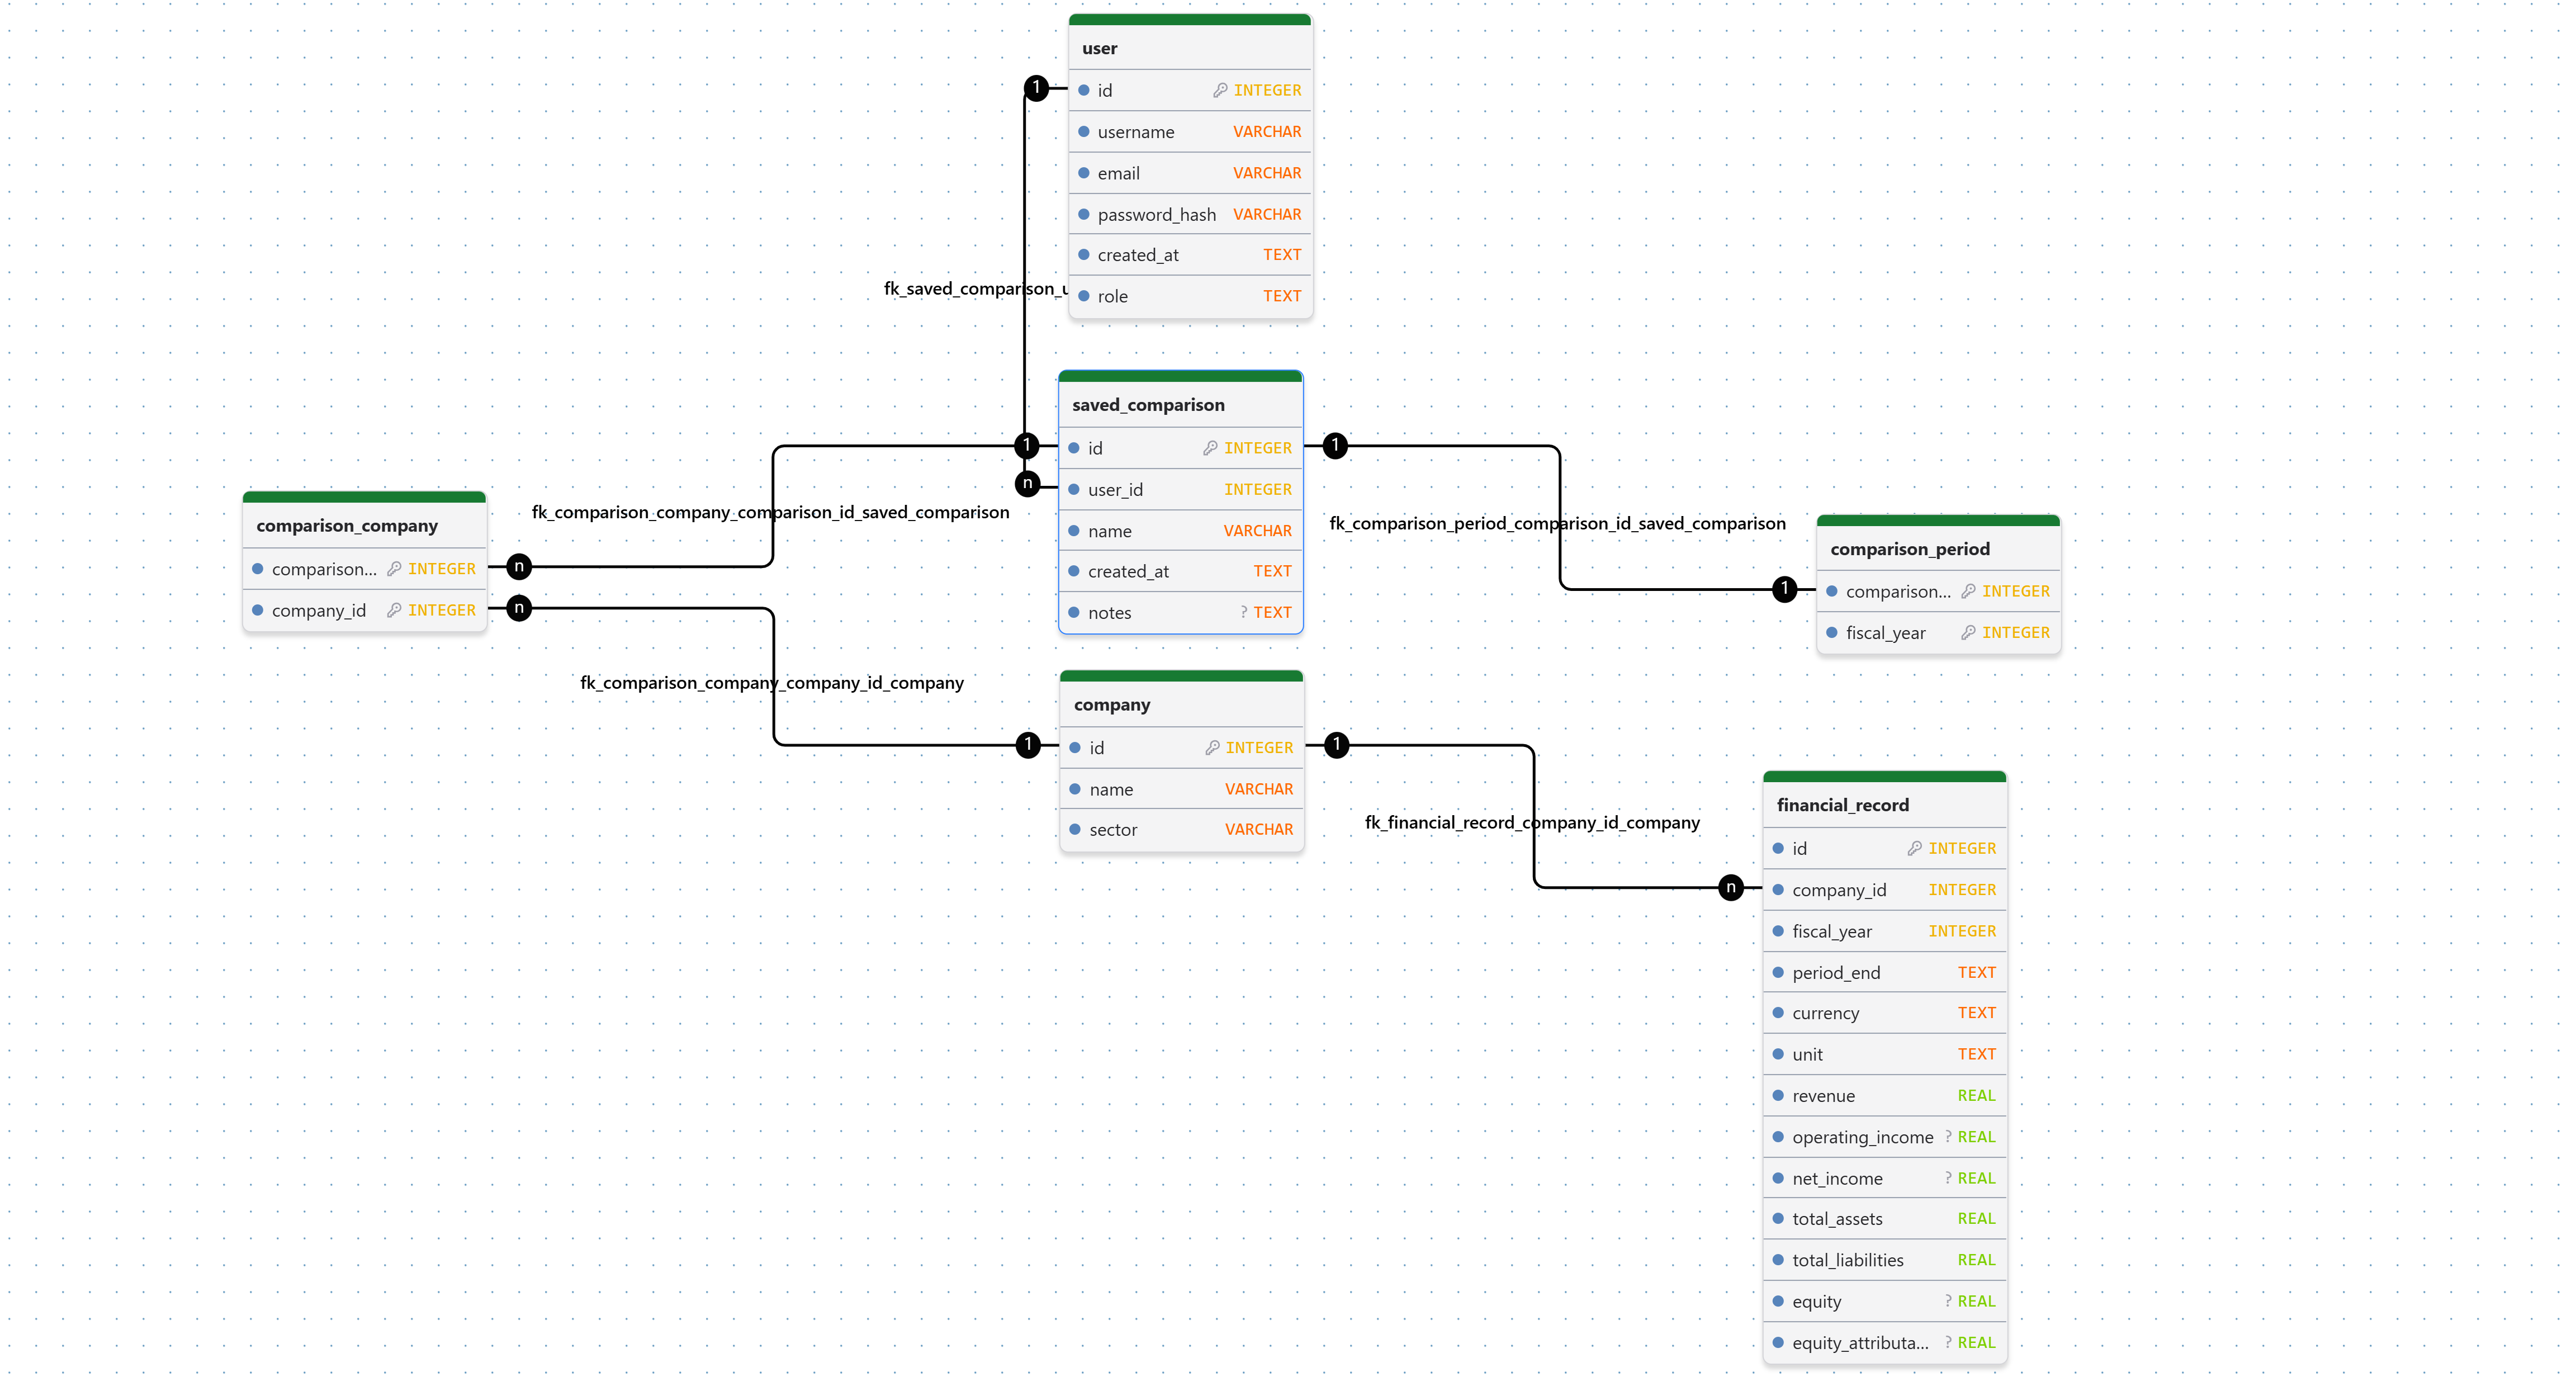 user
1
id INTEGER
username VARCHAR
email VARCHAR
password_hash VARCHAR
created_at TEXT
fk_saved_comparison_u
role TEXT
saved_comparison
1
id INTEGER
1
n
user_id INTEGER
name VARCHAR
created_at TEXT
notes ? TEXT
comparison_company
fk_comparison_company_comparison_id_saved_comparison
comparison... INTEGER
n
company_id INTEGER
n
fk_comparison_period_comparison_id_saved_comparison
comparison_period
1
comparison... INTEGER
fiscal_year INTEGER
fk_comparison_company_company_id_company
company
1
id INTEGER
1
name VARCHAR
sector VARCHAR
fk_financial_record_company_id_company
financial_record
id INTEGER
n
company_id INTEGER
fiscal_year INTEGER
period_end TEXT
currency TEXT
unit TEXT
revenue REAL
operating_income ? REAL
net_income ? REAL
total_assets REAL
total_liabilities REAL
equity ? REAL
equity_attributa... ? REAL